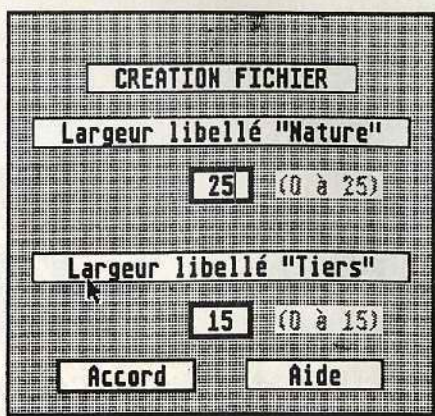 CREATION FICHIER
Largeur libellé "Nature"
25 (0 à 25)
Largeur libellé "Tiers"
15 (0 à 15)
Accord Aide